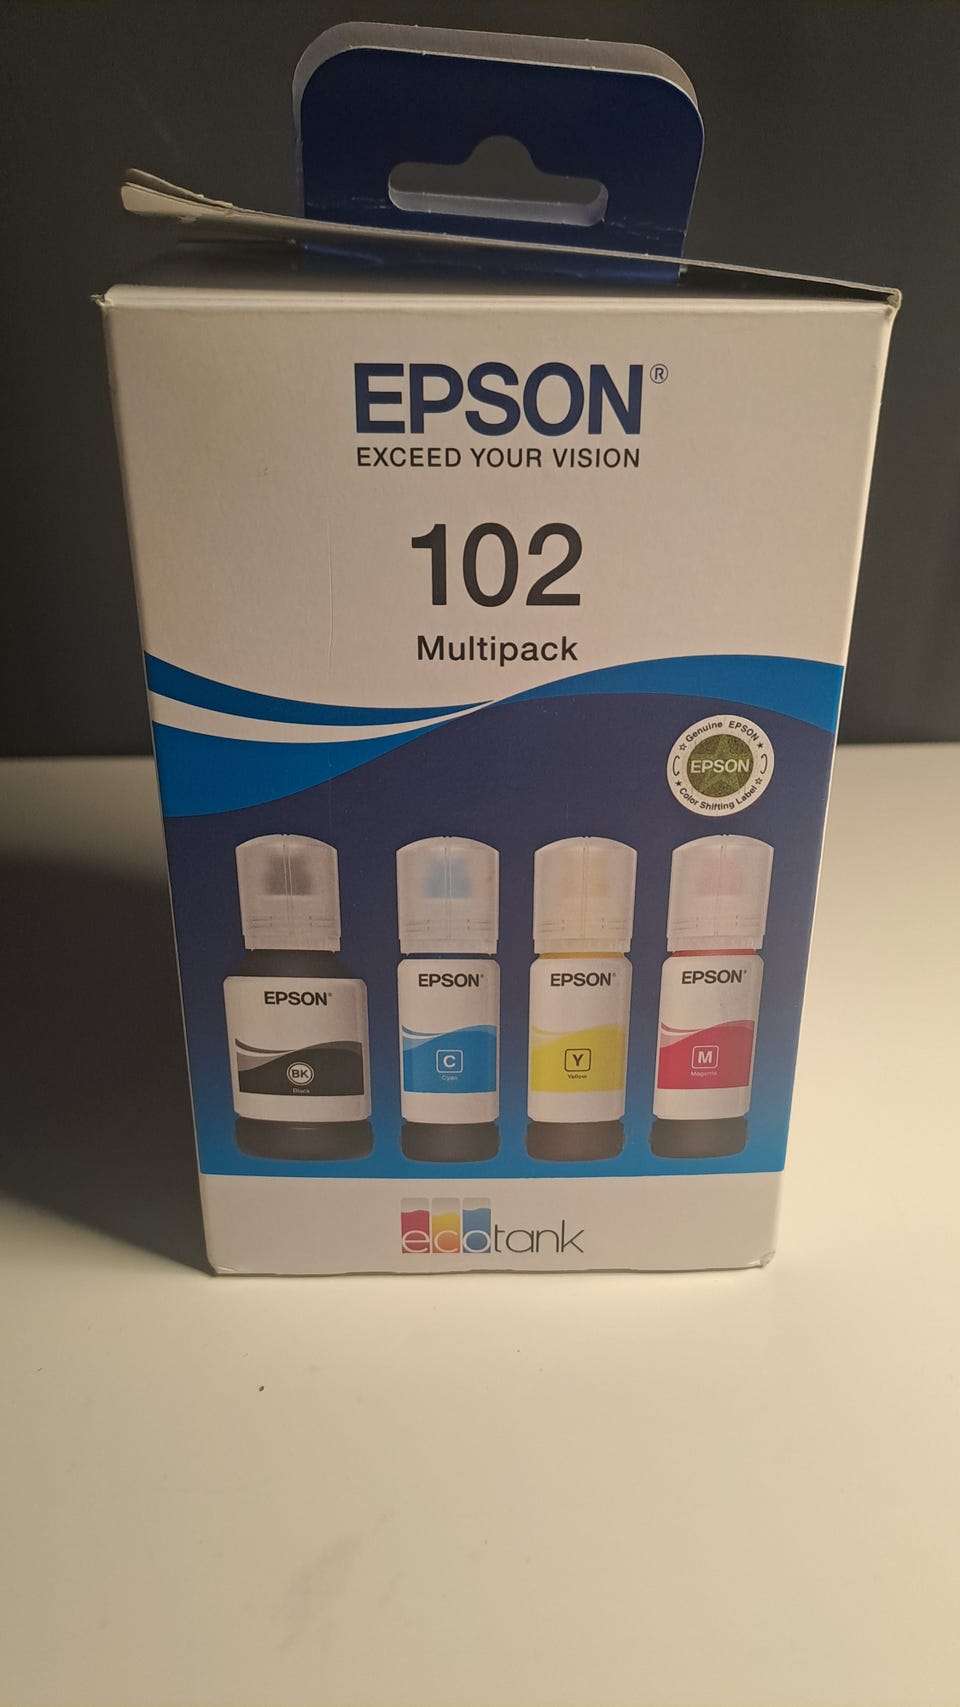 EPSON®
EXCEED YOUR VISION
102
Multipack
Genuine EPSON
EPSON
Color Shifting Label
EPSON®
BK
Black
EPSON®
C
Cyan
EPSON®
Y
Yellow
EPSON®
M
Magenta
ecotank